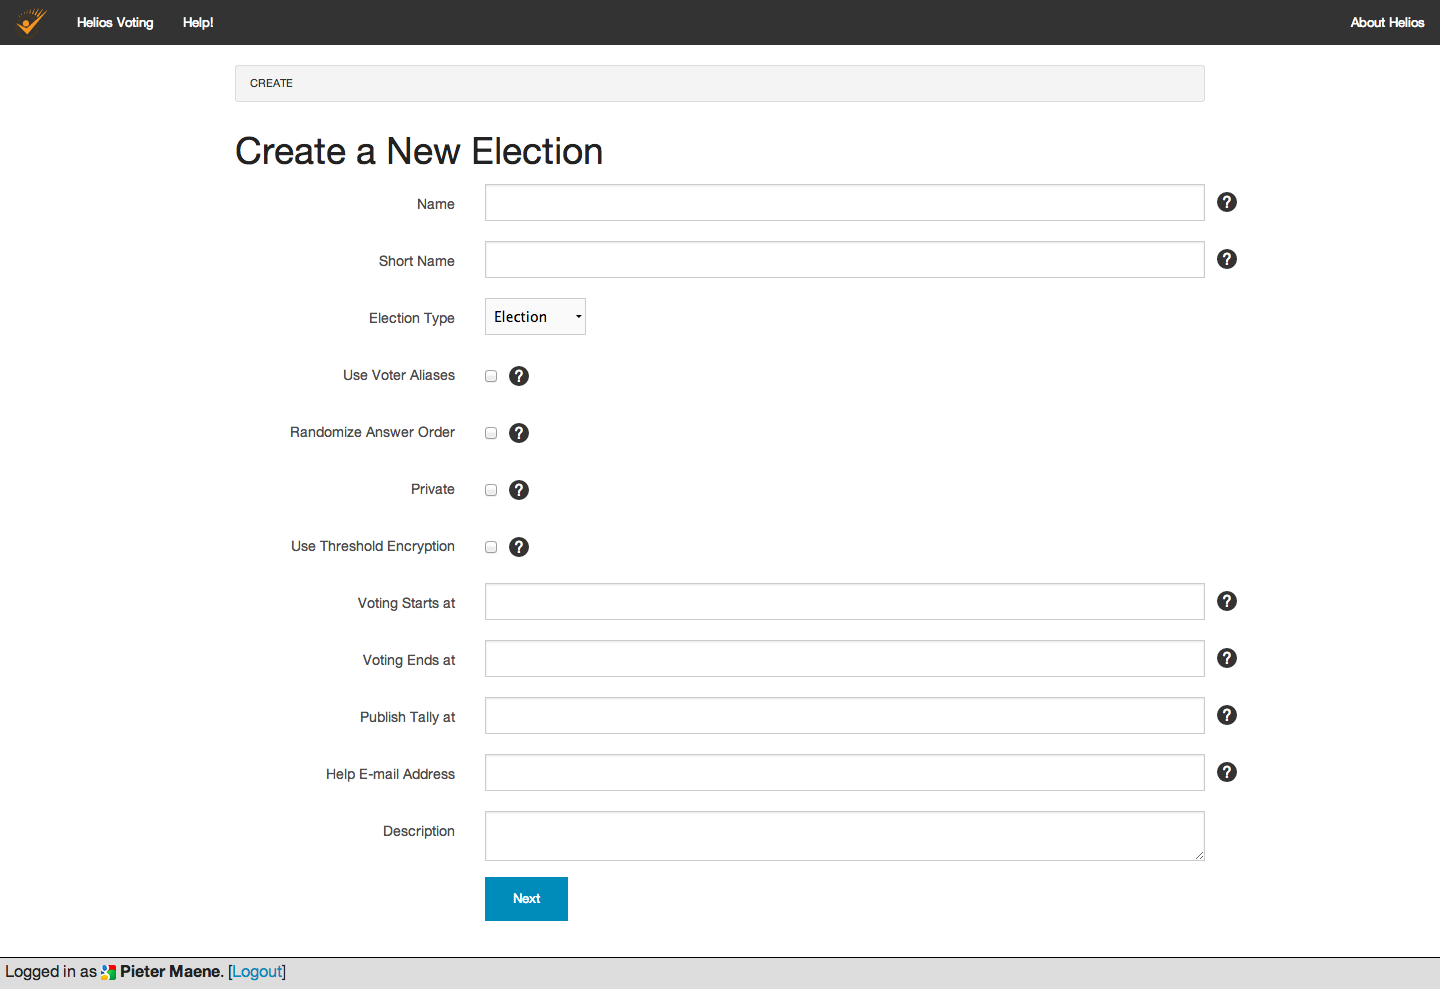 Helios Voting Help! About Helios
CREATE
Create a New Election
Name ?
Short Name ?
Election Type Election
Use Voter Aliases ?
Randomize Answer Order ?
Private ?
Use Threshold Encryption ?
Voting Starts at ?
Voting Ends at ?
Publish Tally at ?
Help E-mail Address ?
Description
Next
Logged in as Pieter Maene. [Logout]